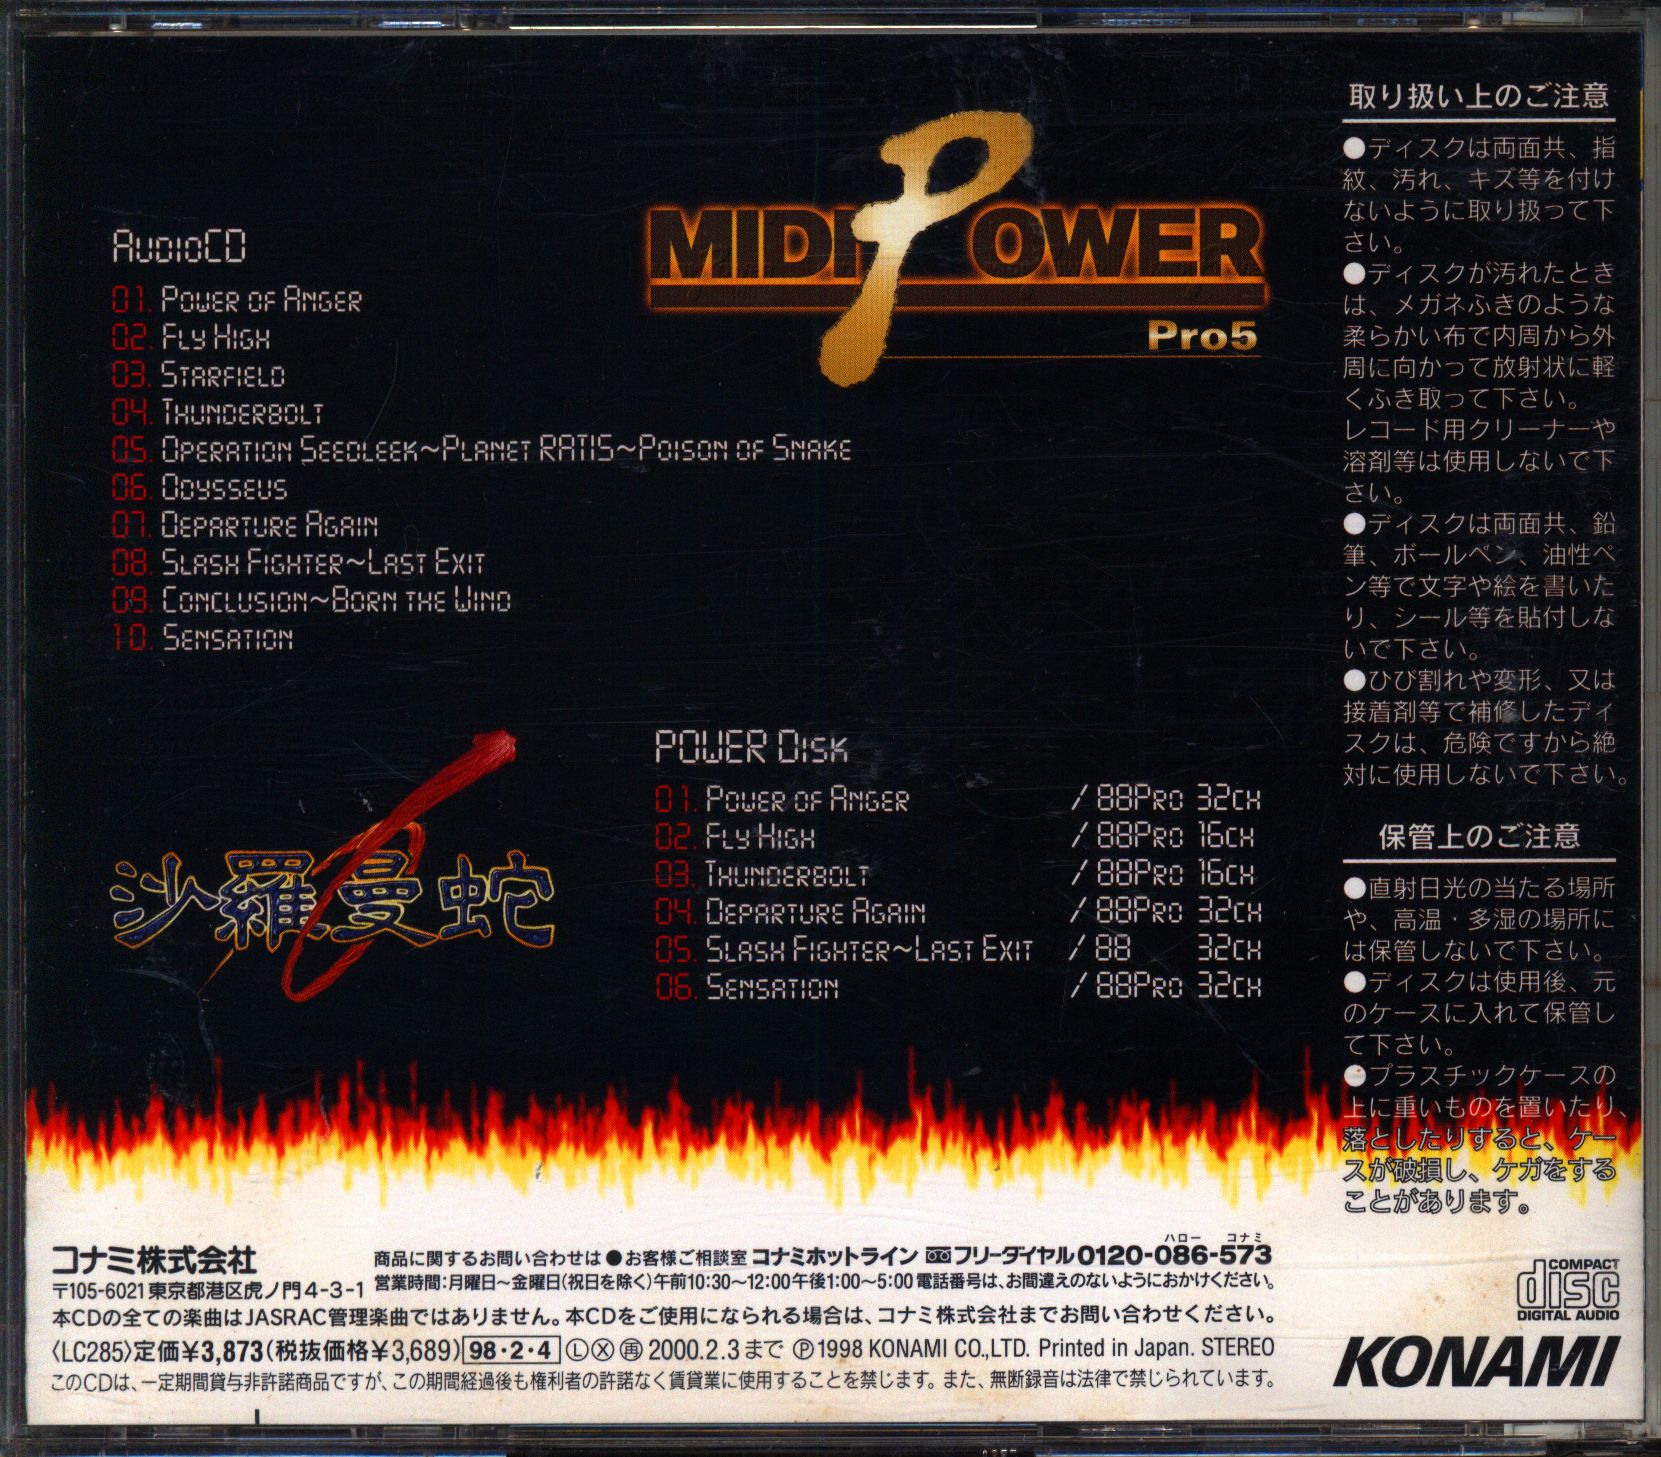 MIDI POWER
Pro5
AudioCD
01. Power of Anger
02. Fly High
03. Starfield
04. Thunderbolt
05. Operation Seedleek~Planet RATIS~Poison of Snake
06. Odysseus
07. Departure Again
08. Slash Fighter~Last Exit
09. Conclusion~Born the Wind
10. Sensation
沙羅曼蛇
POWER Disk
01. Power of Anger / 88Pro 32ch
02. Fly High / 88Pro 16ch
03. Thunderbolt / 88Pro 16ch
04. Departure Again / 88Pro 32ch
05. Slash Fighter~Last Exit / 88 32ch
06. Sensation / 88Pro 32ch
取り扱い上のご注意
●ディスクは両面共、指
紋、汚れ、キズ等を付け
ないように取り扱って下
さい。
●ディスクが汚れたとき
は、メガネふきのような
柔らかい布で内周から外
周に向かって放射状に軽
くふき取って下さい。
レコード用クリーナーや
溶剤等は使用しないで下
さい。
●ディスクは両面共、鉛
筆、ボールペン、油性ペ
ン等で文字や絵を書いた
り、シール等を貼付しな
いで下さい。
●ひび割れや変形、又は
接着剤等で補修したディ
スクは、危険ですから絶
対に使用しないで下さい。
保管上のご注意
●直射日光の当たる場所
や、高温・多湿の場所に
は保管しないで下さい。
●ディスクは使用後、元
のケースに入れて保管し
て下さい。
●プラスチックケースの
上に重いものを置いたり、
落としたりすると、ケー
スが破損し、ケガをする
ことがあります。
コナミ株式会社
〒105-6021 東京都港区虎ノ門4-3-1
ハロー コナミ
商品に関するお問い合わせは ●お客様ご相談室 コナミホットライン フリーダイヤル0120-086-573
営業時間:月曜日〜金曜日(祝日を除く)午前10:30〜12:00午後1:00〜5:00 電話番号は、お間違えのないようにおかけください。
本CDの全ての楽曲はJASRAC管理楽曲ではありません。本CDをご使用になられる場合は、コナミ株式会社までお問い合わせください。
〈LC285〉定価¥3,873(税抜価格¥3,689) 98・2・4 Ⓛ Ⓧ ㊐ 2000.2.3まで Ⓟ1998 KONAMI CO.,LTD. Printed in Japan. STEREO
このCDは、一定期間貸与非許諾商品ですが、この期間経過後も権利者の許諾なく賃貸業に使用することを禁じます。また、無断録音は法律で禁じられています。
COMPACT
disc
DIGITAL AUDIO
KONAMI